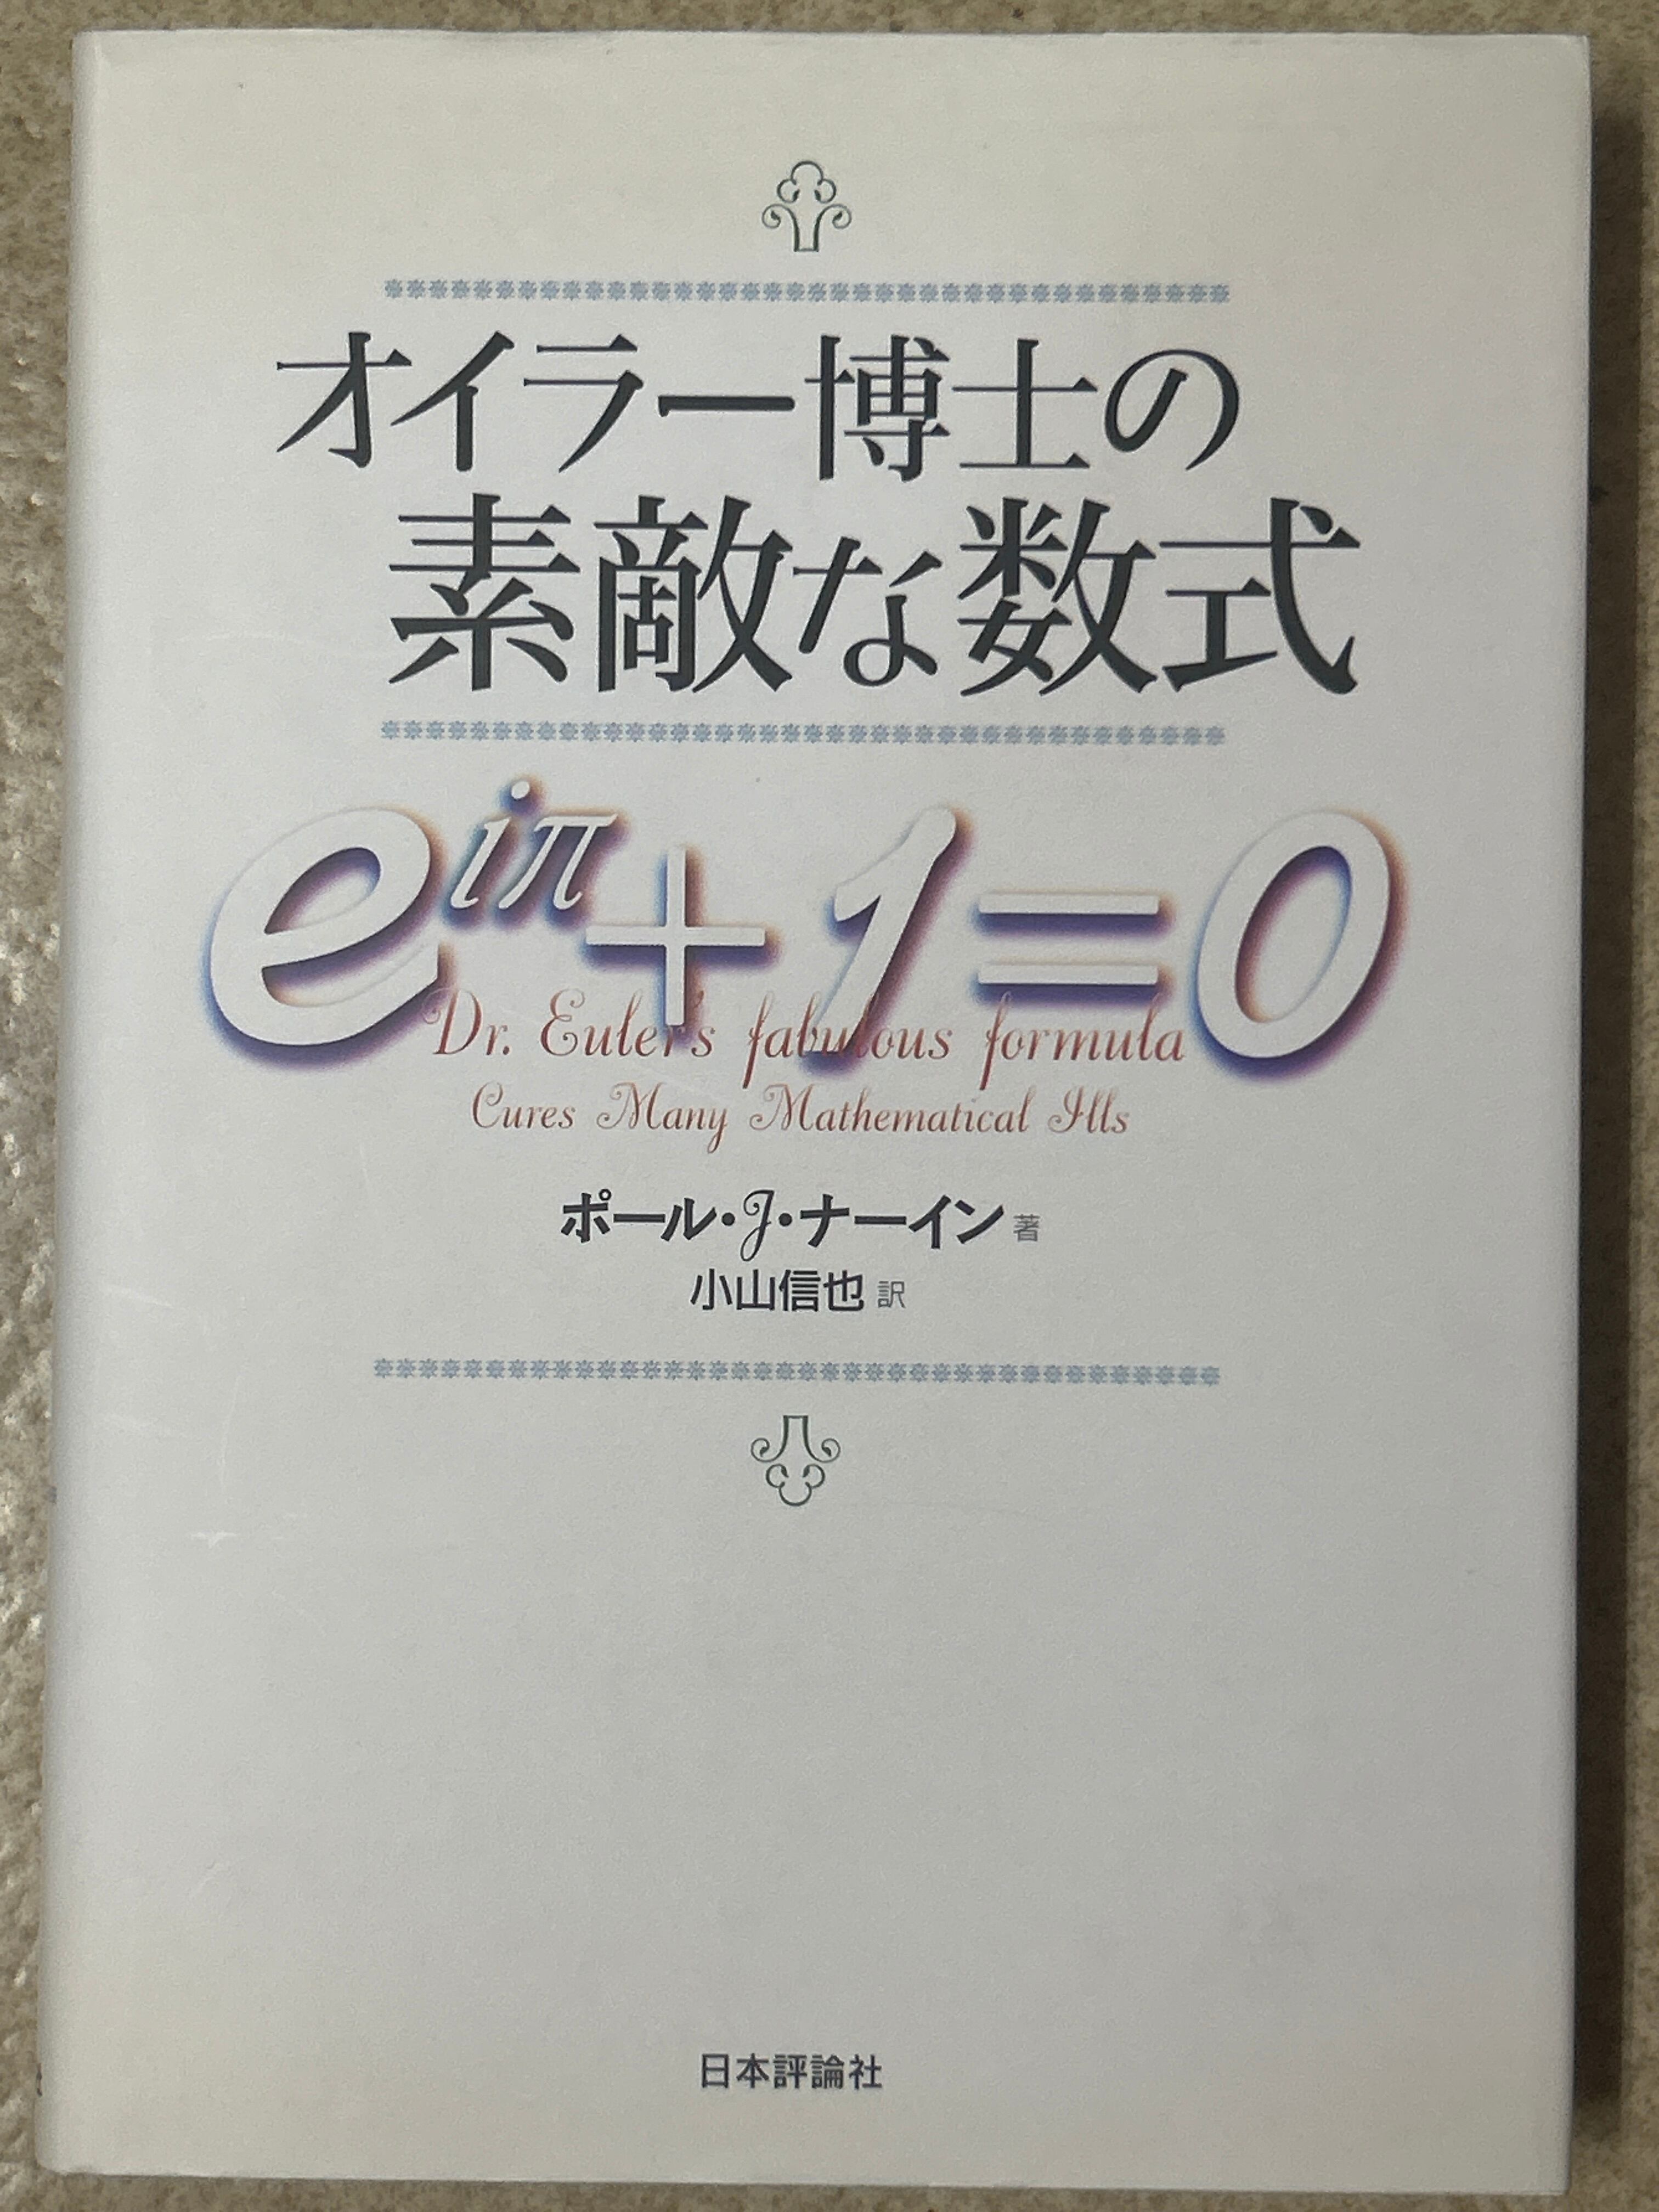 オイラー博士の
素敵な数式
e^{iπ}+1=0
Dr. Euler's fabulous formula
Cures Many Mathematical Ills
ポール・J・ナーイン 著
小山信也 訳
日本評論社